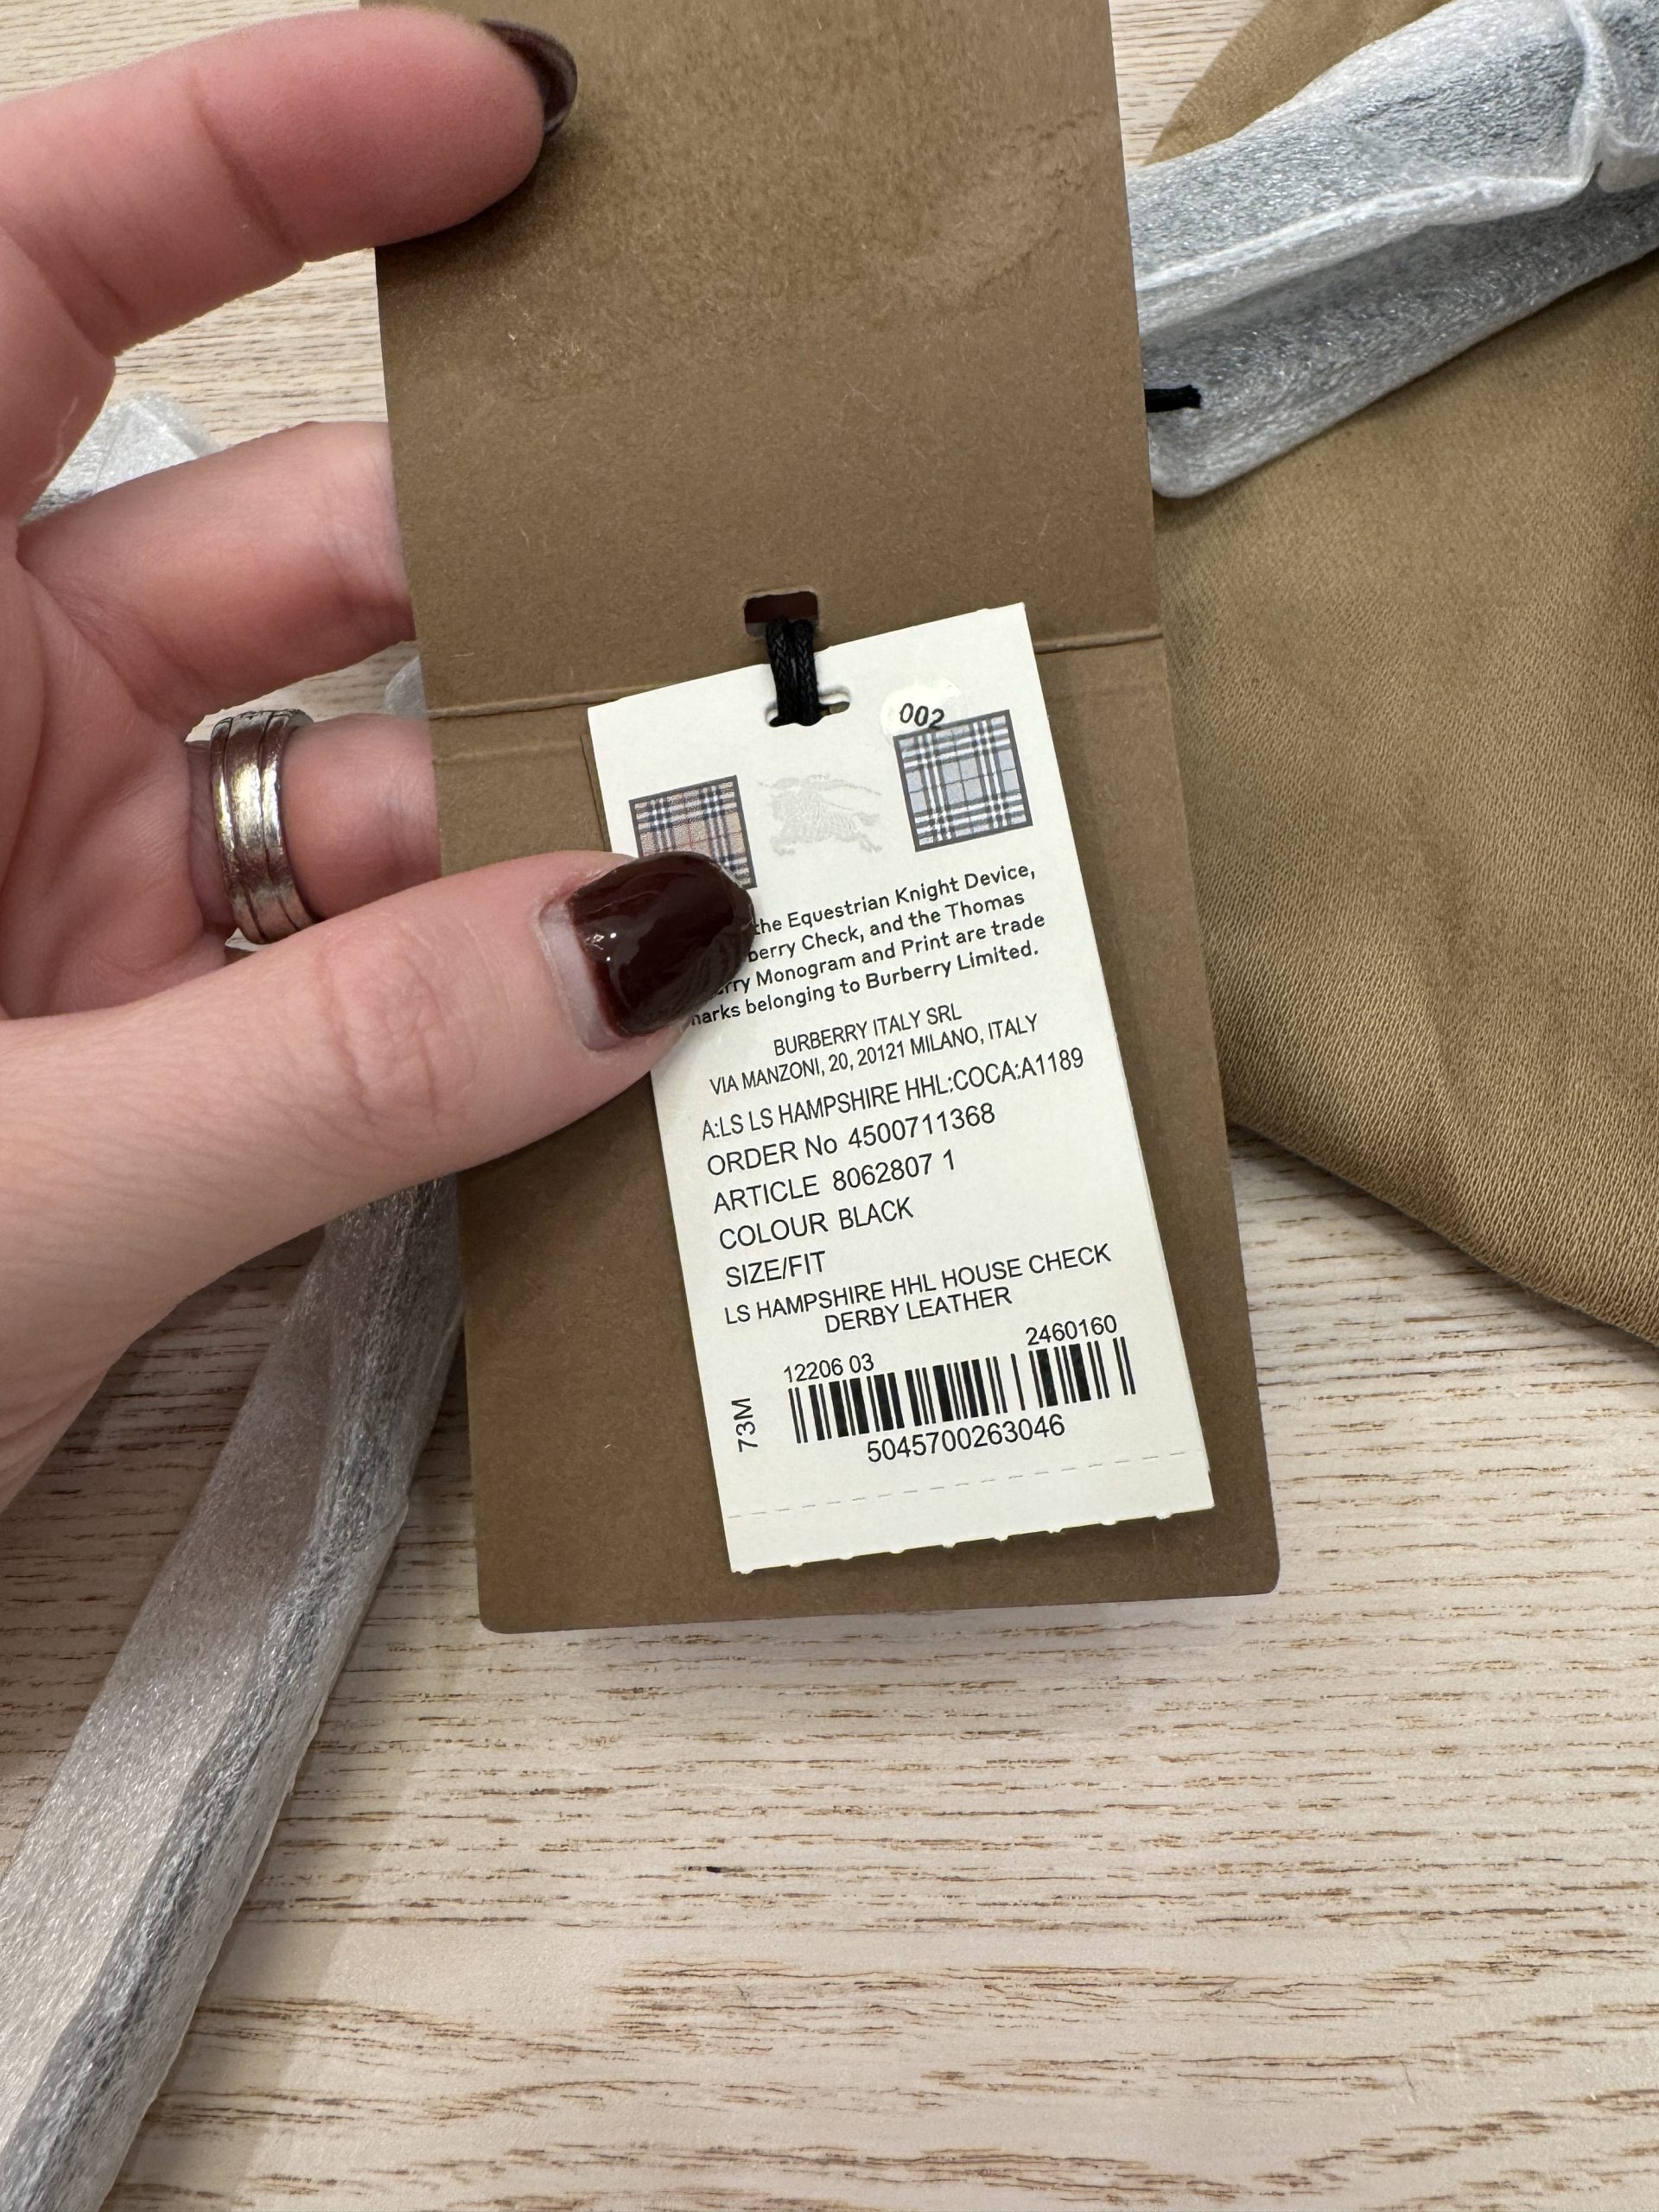 002
the Equestrian Knight Device,
Check, and the Thomas
Monogram and Print are trade
belonging to Burberry Limited.
BURBERRY ITALY SRL
VIA MANZONI, 20, 20121 MILANO, ITALY
A:LS LS HAMPSHIRE HHL:COCA:A1189
ORDER No 4500711368
ARTICLE 8062807 1
COLOUR BLACK
SIZE/FIT
LS HAMPSHIRE HHL HOUSE CHECK
DERBY LEATHER
12206 03 2460160
73M
5045700263046